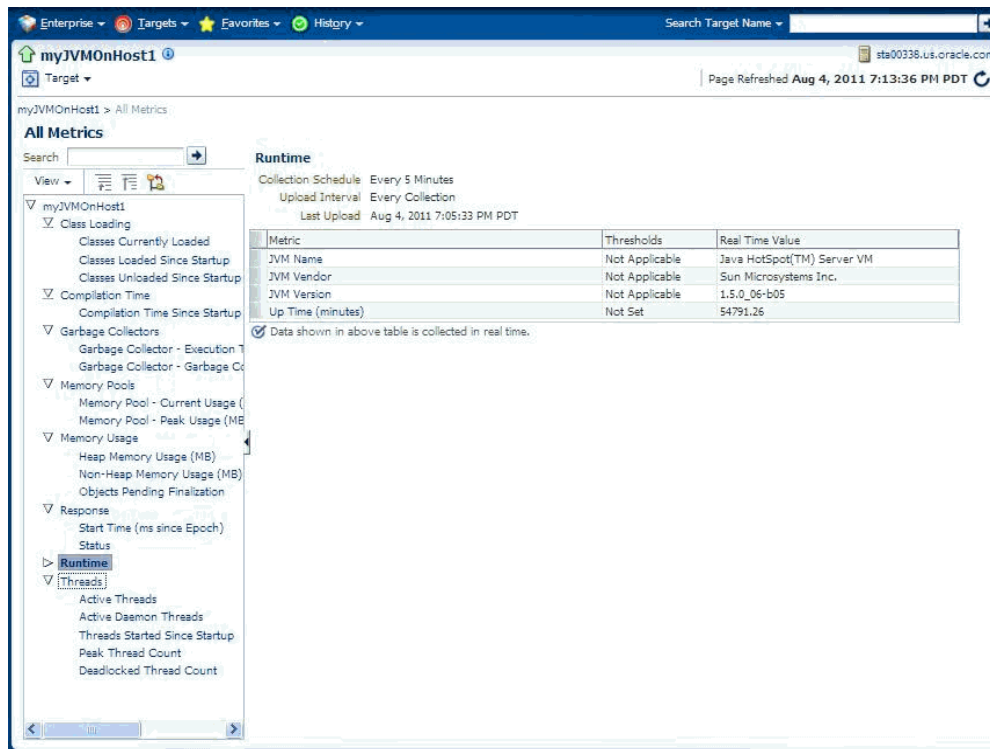 Enterprise Targets Favorites History Search Target Name
myJVMOnHost1
sta00338.us.oracle.com
Target
Page Refreshed Aug 4, 2011 7:13:36 PM PDT
myJVMOnHost1 > All Metrics
All Metrics
Search
View
myJVMOnHost1
Class Loading
Classes Currently Loaded
Classes Loaded Since Startup
Classes Unloaded Since Startup
Compilation Time
Compilation Time Since Startup
Garbage Collectors
Garbage Collector - Execution T
Garbage Collector - Garbage Co
Memory Pools
Memory Pool - Current Usage (
Memory Pool - Peak Usage (MB
Memory Usage
Heap Memory Usage (MB)
Non-Heap Memory Usage (MB)
Objects Pending Finalization
Response
Start Time (ms since Epoch)
Status
Runtime
Threads
Active Threads
Active Daemon Threads
Threads Started Since Startup
Peak Thread Count
Deadlocked Thread Count
Runtime
Collection Schedule Every 5 Minutes
Upload Interval Every Collection
Last Upload Aug 4, 2011 7:05:33 PM PDT
Metric Thresholds Real Time Value
JVM Name Not Applicable Java HotSpot(TM) Server VM
JVM Vendor Not Applicable Sun Microsystems Inc.
JVM Version Not Applicable 1.5.0_06-b05
Up Time (minutes) Not Set 54791.26
Data shown in above table is collected in real time.